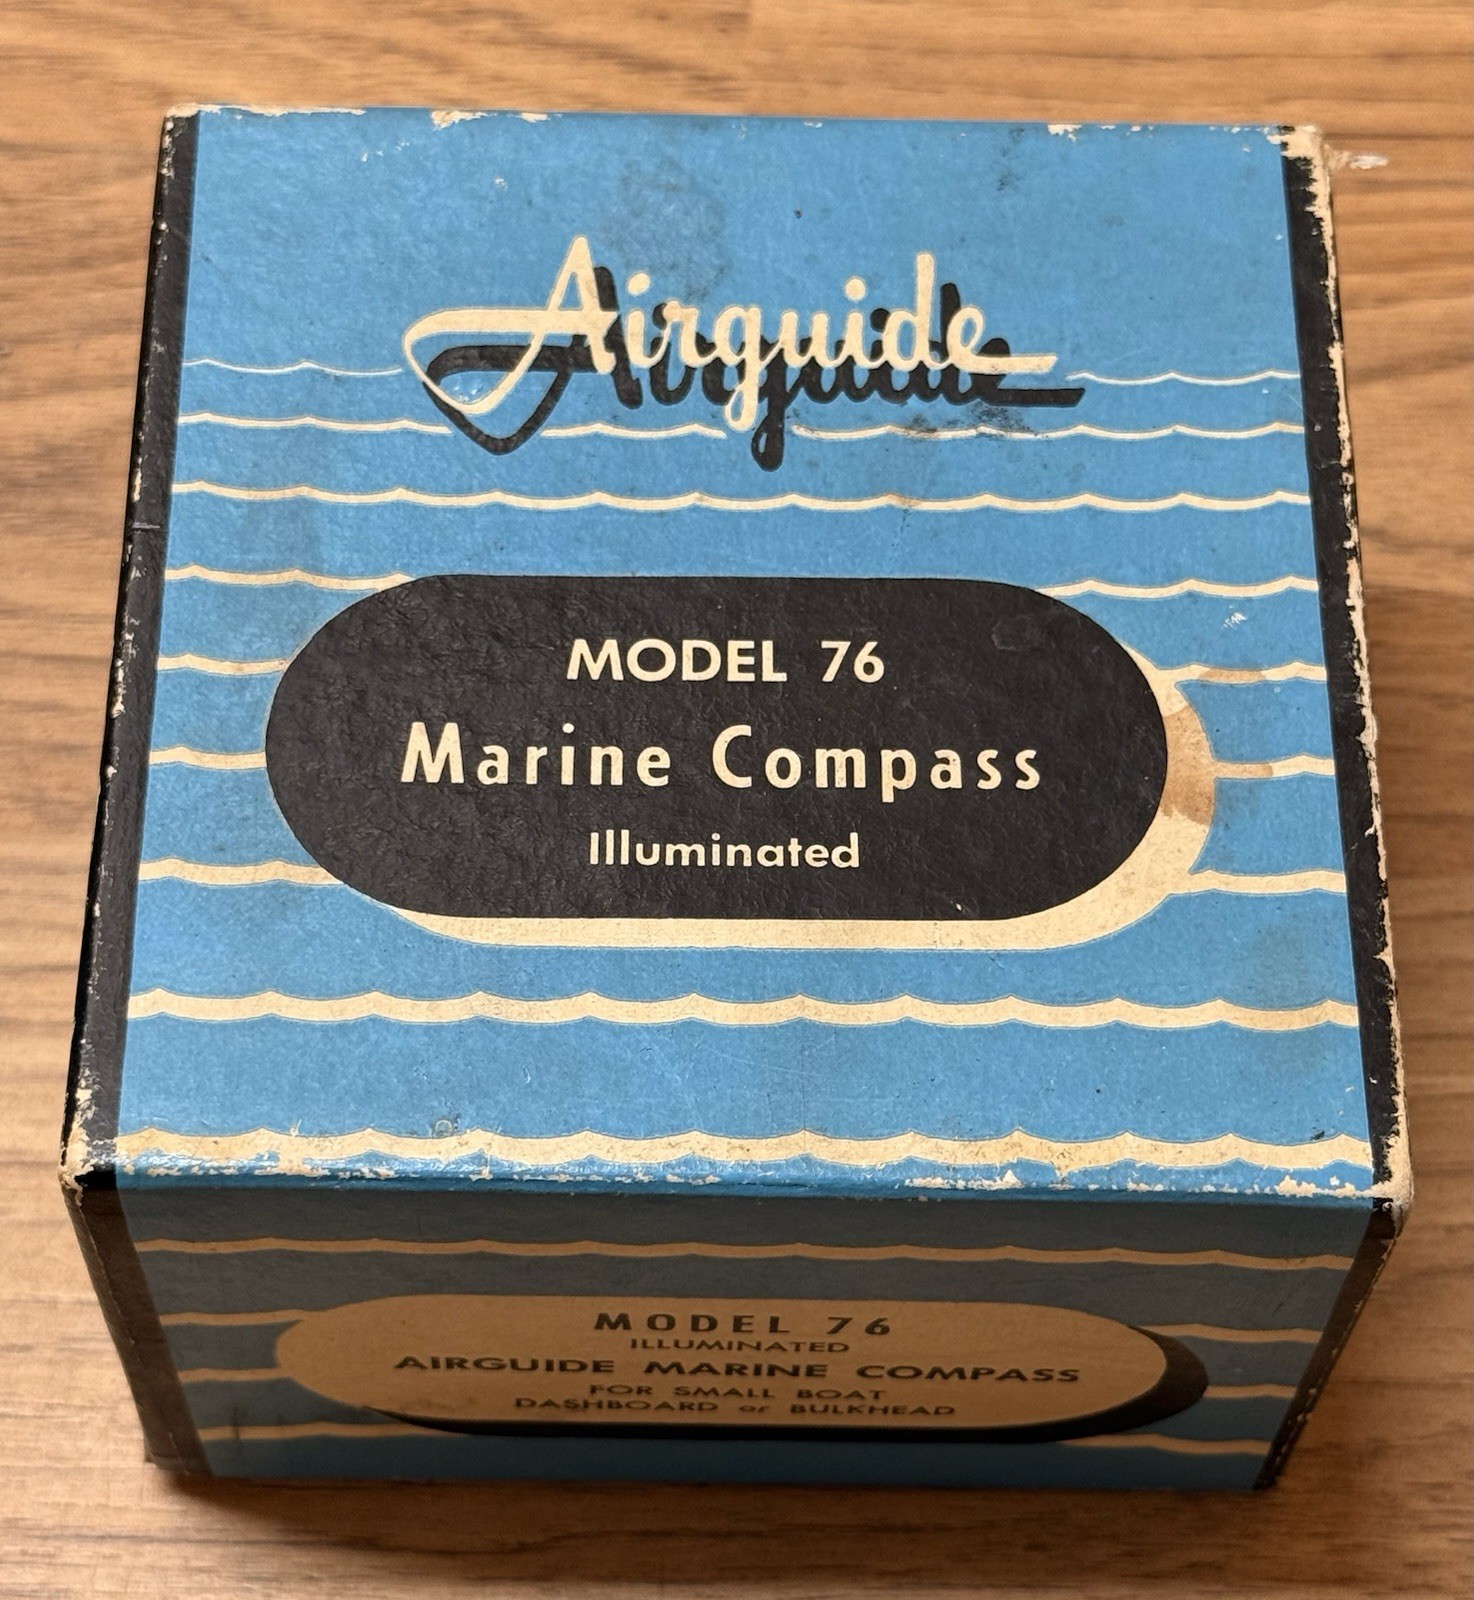 Airguide
MODEL 76
Marine Compass
Illuminated
MODEL 76
ILLUMINATED
AIRGUIDE MARINE COMPASS
FOR SMALL BOAT
DASHBOARD or BULKHEAD